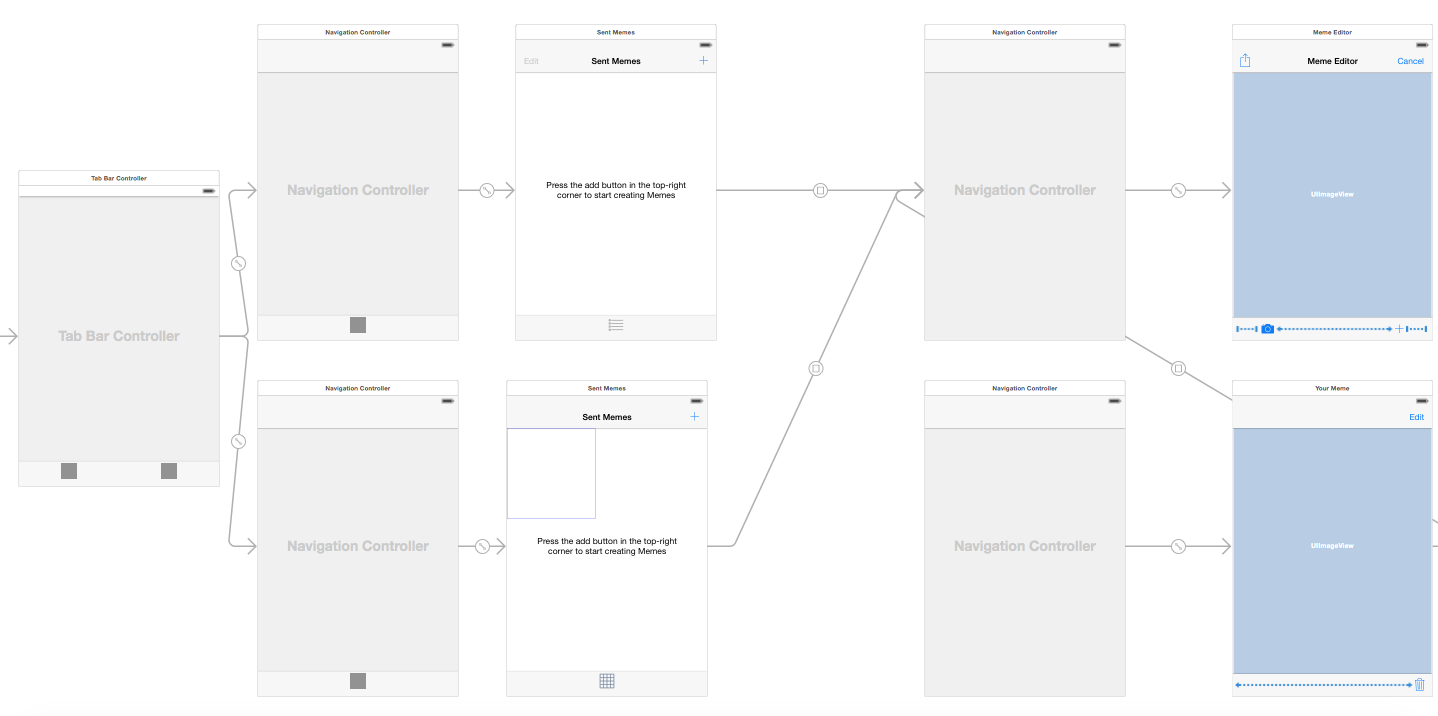 Tab Bar Controller
Tab Bar Controller
Navigation Controller
Navigation Controller
Sent Memes
Edit
Sent Memes
Press the add button in the top-right
corner to start creating Memes
Navigation Controller
Navigation Controller
Meme Editor
Meme Editor
Cancel
UIImageView
Navigation Controller
Navigation Controller
Sent Memes
Sent Memes
Press the add button in the top-right
corner to start creating Memes
Navigation Controller
Navigation Controller
Your Meme
Edit
UIImageView